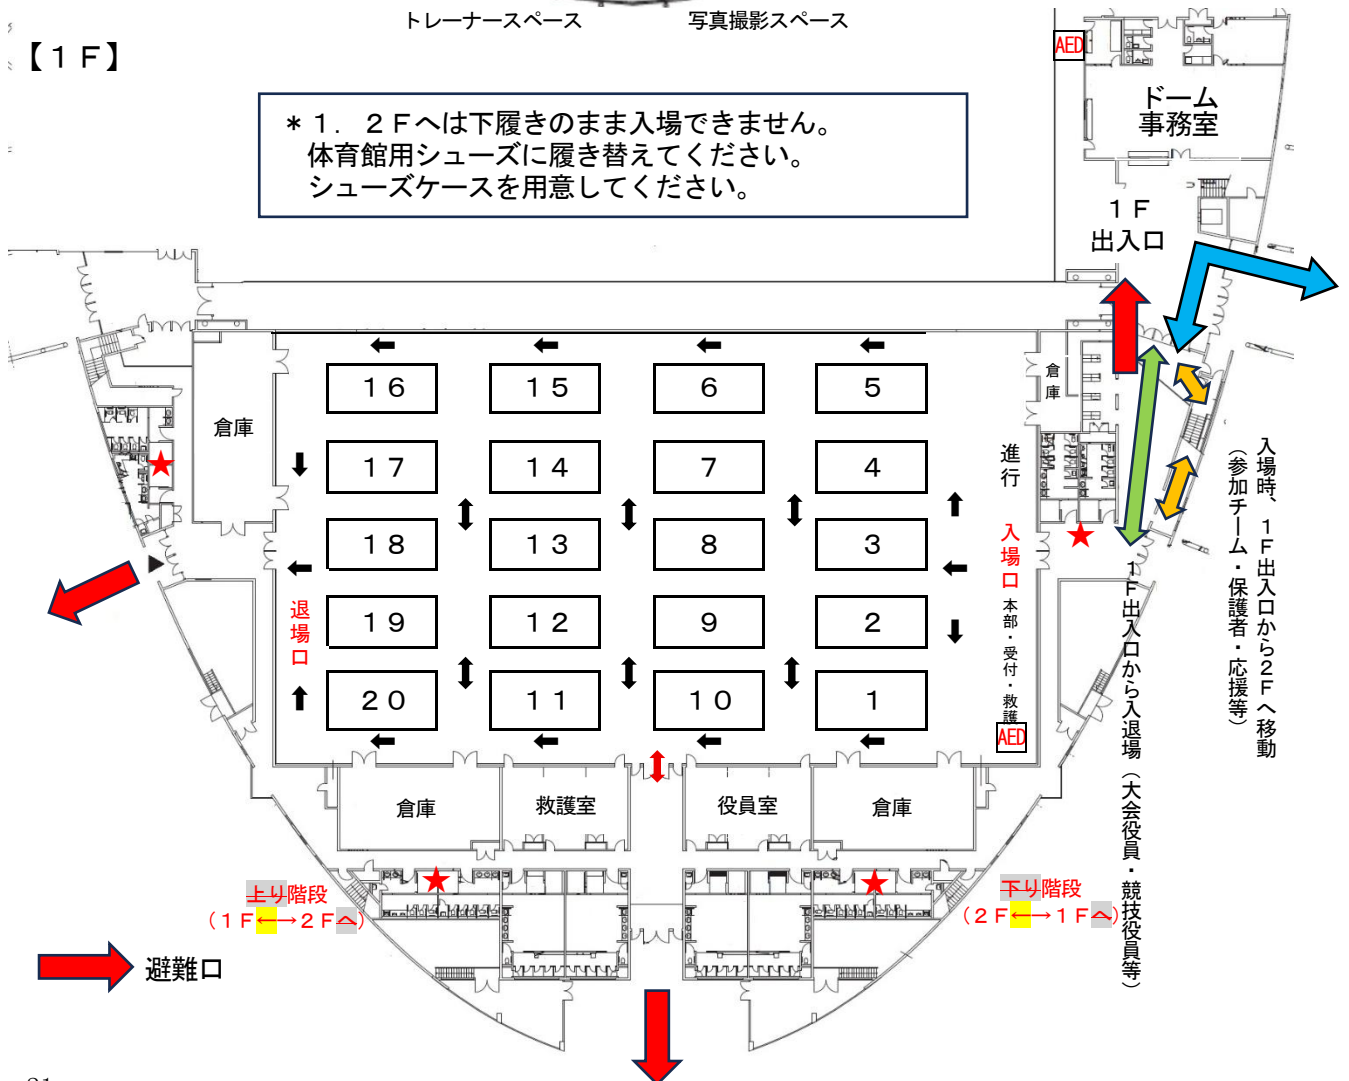 トレーナースペース
写真撮影スペース
【１Ｆ】
AED
ドーム
事務室
＊１．２Ｆへは下履きのまま入場できません。
体育館用シューズに履き替えてください。
シューズケースを用意してください。
１Ｆ
出入口
１６
１５
６
５
倉庫
倉庫
１７
１４
７
４
進行
１８
１３
８
３
入場口
退場口
１９
１２
９
２
本部・受付・救護
２０
１１
１０
１
AED
入場時、１Ｆ出入口から２Ｆへ移動
（参加チーム・保護者・応援等）
１Ｆ出入口から入退場（大会役員・競技役員等）
倉庫
救護室
役員室
倉庫
上り階段
（１Ｆ←→２Ｆへ）
下り階段
（２Ｆ←→１Ｆへ）
避難口